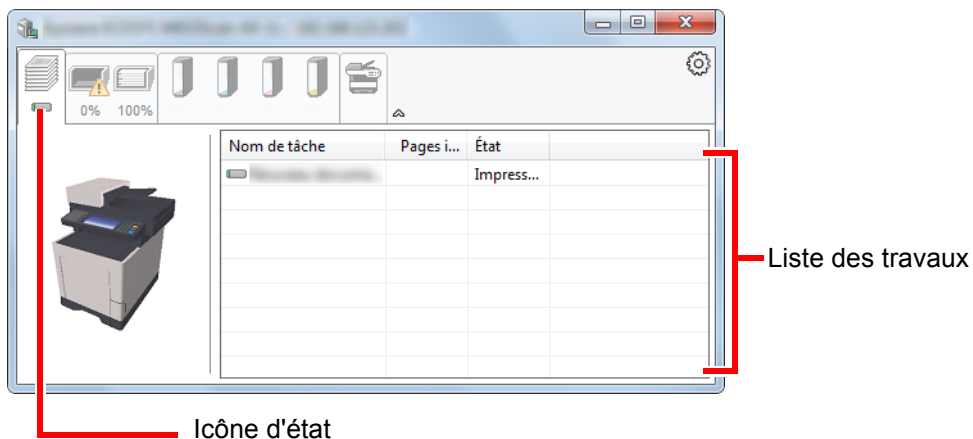 0% 100%
Nom de tâche Pages i... État
Impress...
Liste des travaux
Icône d'état